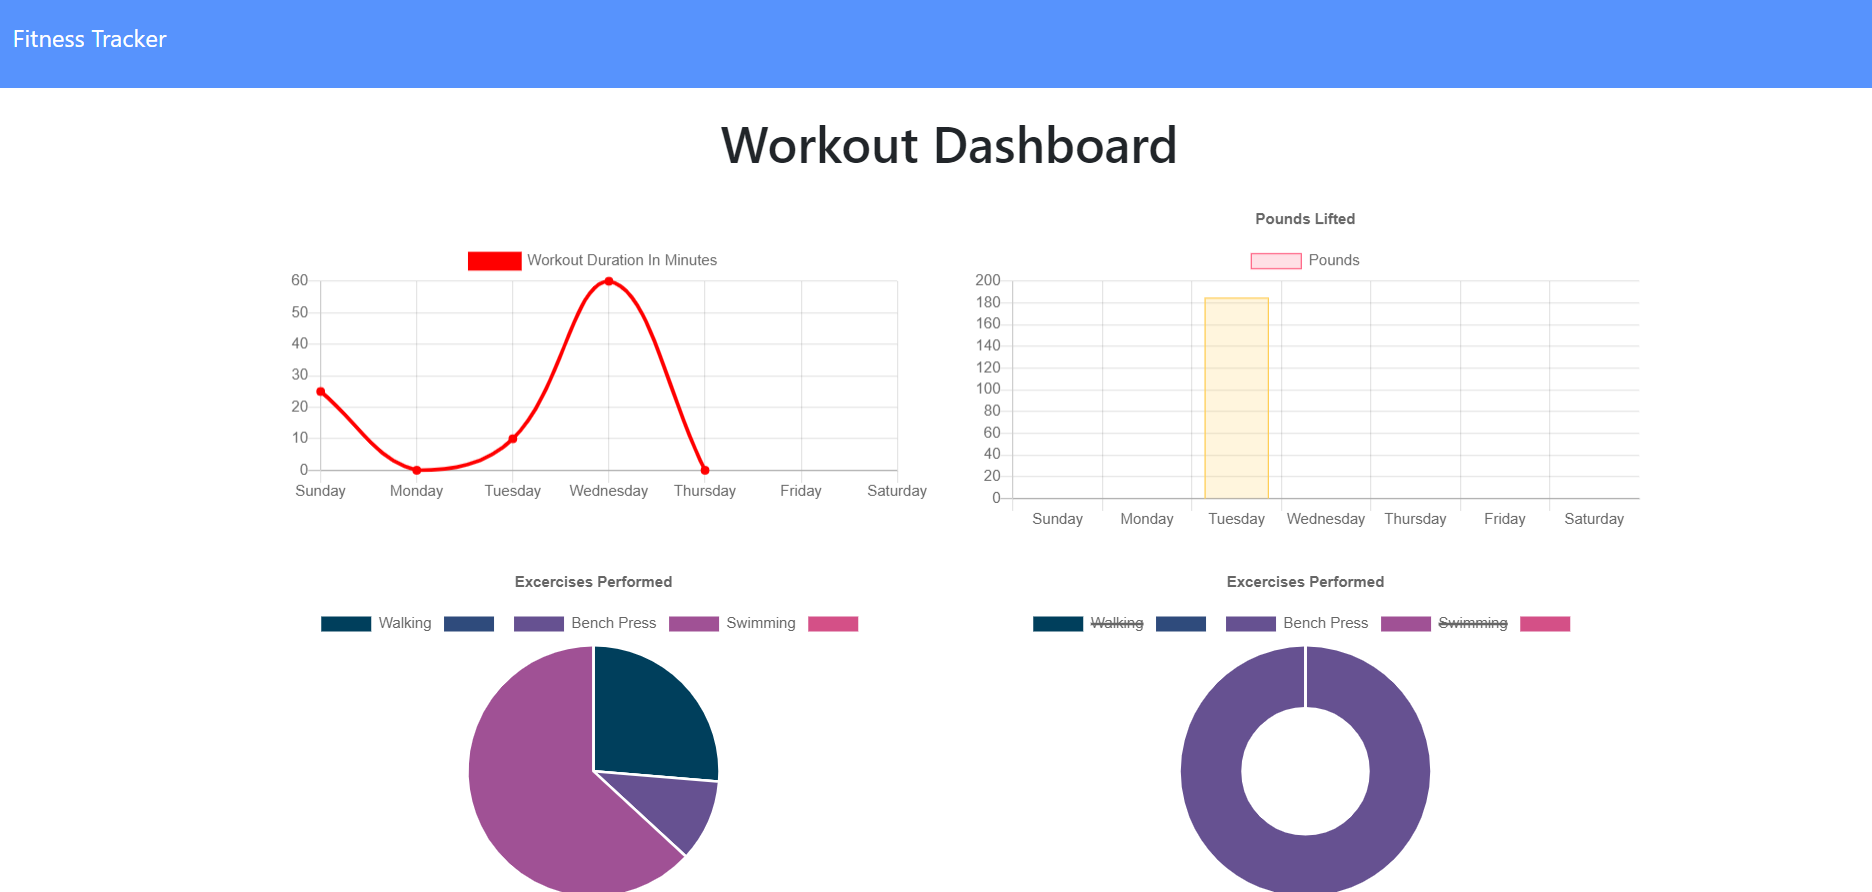 Fitness Tracker
Workout Dashboard
Workout Duration In Minutes
60
50
40
30
20
10
0
Sunday Monday Tuesday Wednesday Thursday Friday Saturday
Pounds Lifted
Pounds
200
180
160
140
120
100
80
60
40
20
0
Sunday Monday Tuesday Wednesday Thursday Friday Saturday
Excercises Performed
Walking Bench Press Swimming
Excercises Performed
Walking Bench Press Swimming